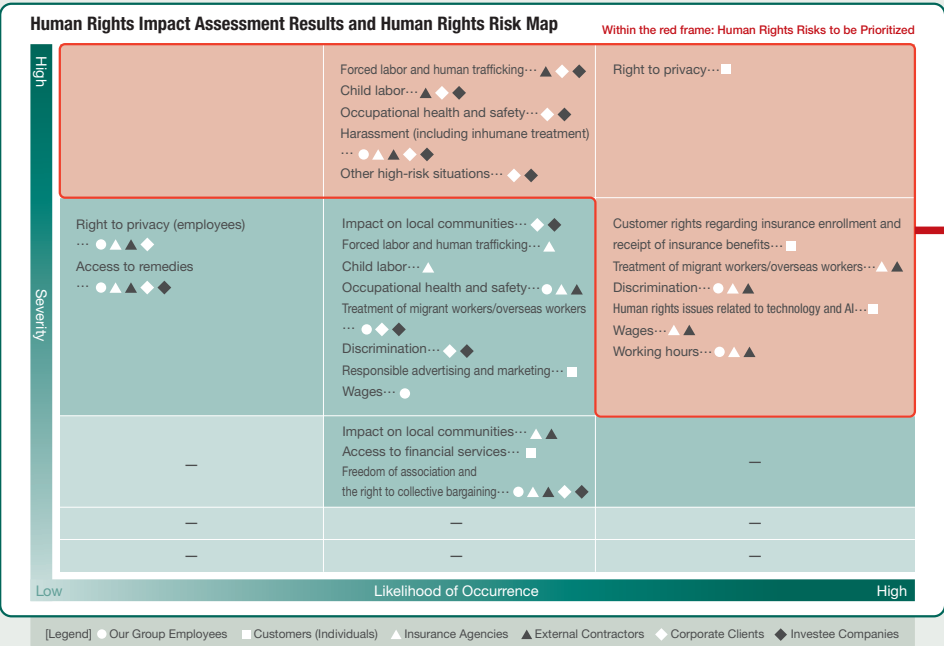 Human Rights Impact Assessment Results and Human Rights Risk Map
Within the red frame: Human Rights Risks to be Prioritized
High
Severity
Forced labor and human trafficking… ▲ ◇ ◆
Child labor… ▲ ◇ ◆
Occupational health and safety… ◇ ◆
Harassment (including inhumane treatment)
… ○ △ ▲ ◇ ◆
Other high-risk situations… ◇ ◆
Right to privacy… □
Right to privacy (employees)
… ○ △ ▲ ◇
Access to remedies
… ○ △ ▲ ◇ ◆
Impact on local communities… ◇ ◆
Forced labor and human trafficking… △
Child labor… △
Occupational health and safety… ○ △ ▲
Treatment of migrant workers/overseas workers
… ○ ◇ ◆
Discrimination… ◇ ◆
Responsible advertising and marketing… □
Wages… ○
Customer rights regarding insurance enrollment and
receipt of insurance benefits… □
Treatment of migrant workers/overseas workers… △ ▲
Discrimination… ○ △ ▲
Human rights issues related to technology and AI… □
Wages… △ ▲
Working hours… ○ △ ▲
—
Impact on local communities… △ ▲
Access to financial services… □
Freedom of association and
the right to collective bargaining… ○ △ ▲ ◇ ◆
—
— — —
— — —
Low Likelihood of Occurrence High
[Legend] ○ Our Group Employees □ Customers (Individuals) △ Insurance Agencies ▲ External Contractors ◇ Corporate Clients ◆ Investee Companies